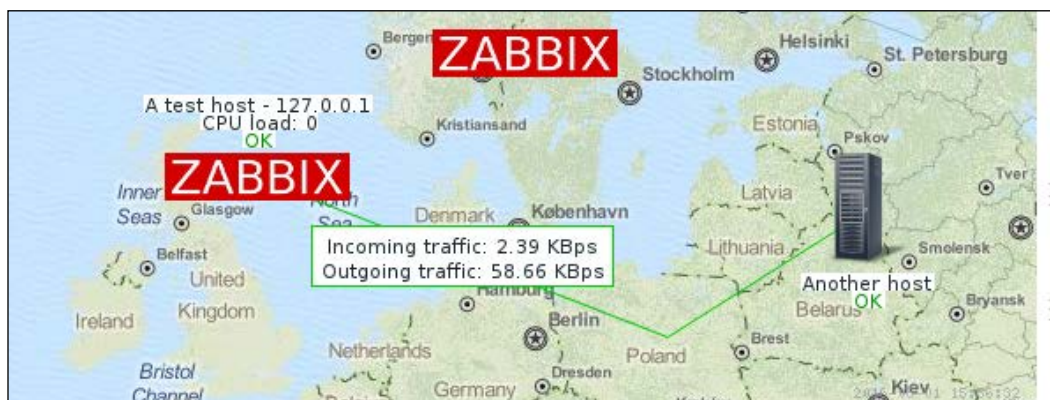 Bergen
ZABBIX
Helsinki
St. Petersburg
Stockholm
A test host - 127.0.0.1
CPU load: 0
OK
Kristiansand
Estonia
Pskov
ZABBIX
Inner
Seas
Glasgow
North
Sea
Denmark
København
Latvia
Tver
Lithuania
Smolensk
Belfast
United
Kingdom
Ireland
Incoming traffic: 2.39 KBps
Outgoing traffic: 58.66 KBps
Hamburg
Berlin
Another host
OK
Belarus
Bryansk
Netherlands
Poland
Brest
Bristol
Channel
Germany
Dresden
Kiev